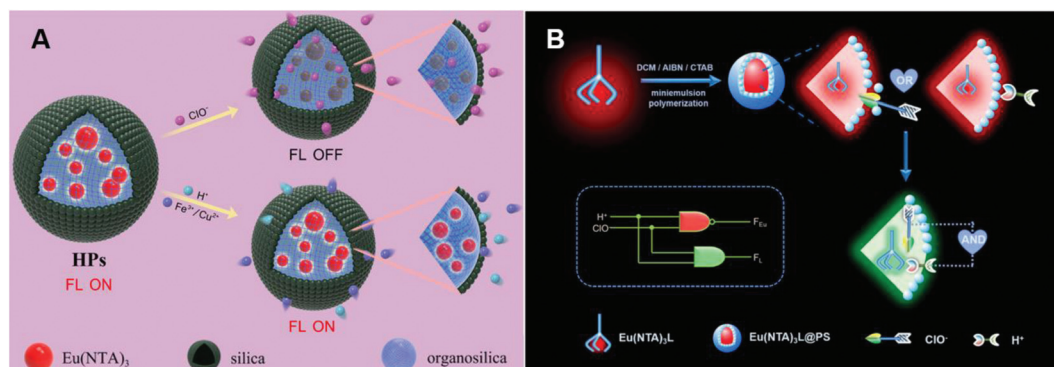 A
ClO⁻
FL OFF
H⁺
Fe³⁺/Cu²⁺
HPs
FL ON
FL ON
Eu(NTA)₃
silica
organosilica
B
DCM / AIBN / CTAB
miniemulsion
polymerization
OR
H⁺
ClO
F_Eu
F_L
AND
Eu(NTA)₃L
Eu(NTA)₃L@PS
ClO⁻
H⁺